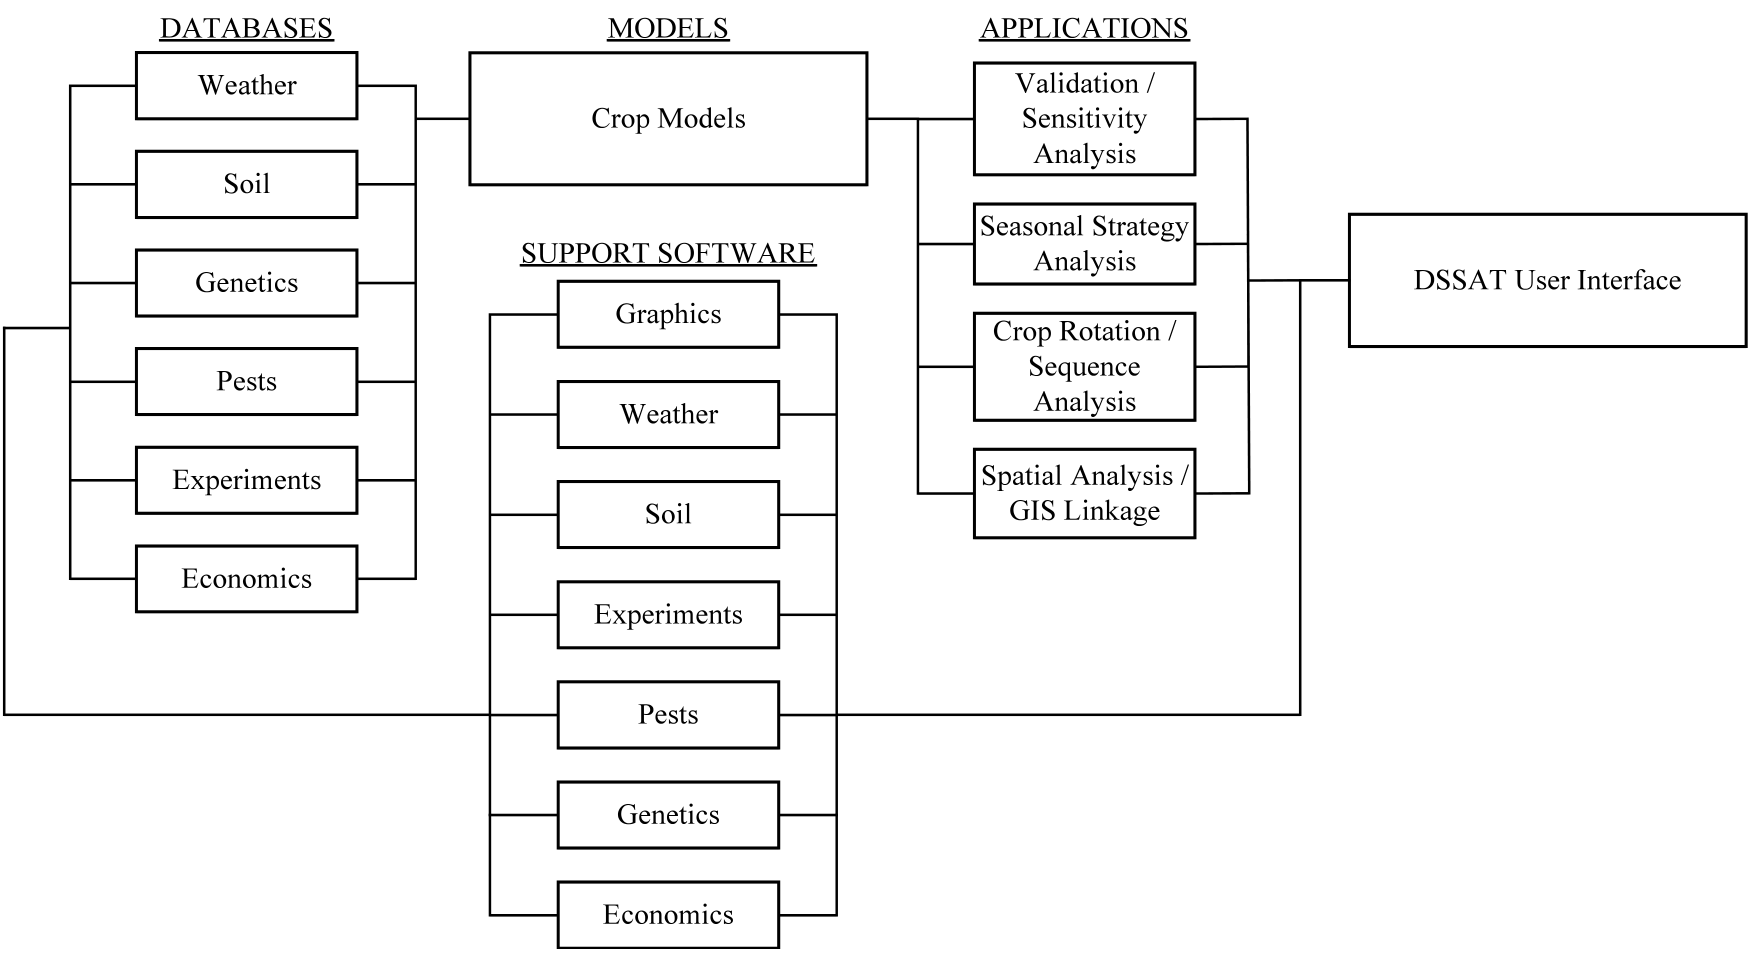 DATABASES
Weather
Soil
Genetics
Pests
Experiments
Economics
MODELS
Crop Models
SUPPORT SOFTWARE
Graphics
Weather
Soil
Experiments
Pests
Genetics
Economics
APPLICATIONS
Validation /
Sensitivity
Analysis
Seasonal Strategy
Analysis
Crop Rotation /
Sequence
Analysis
Spatial Analysis /
GIS Linkage
DSSAT User Interface